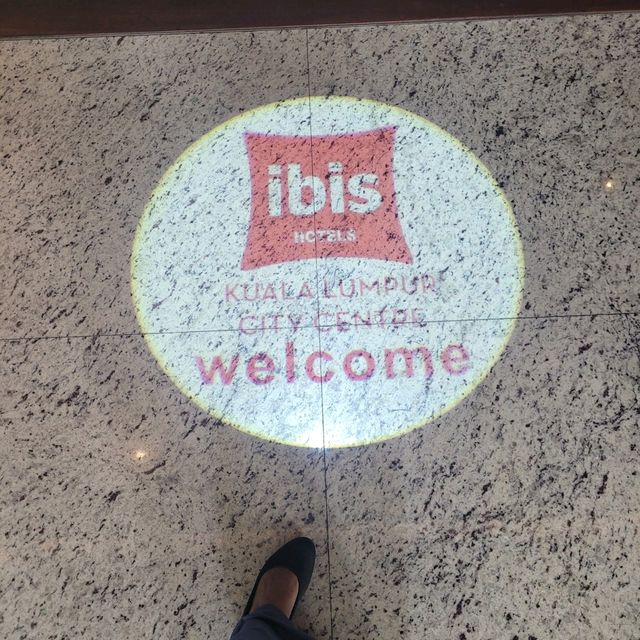 ibis
HOTELS
KUALA LUMPUR
CITY CENTRE
welcome